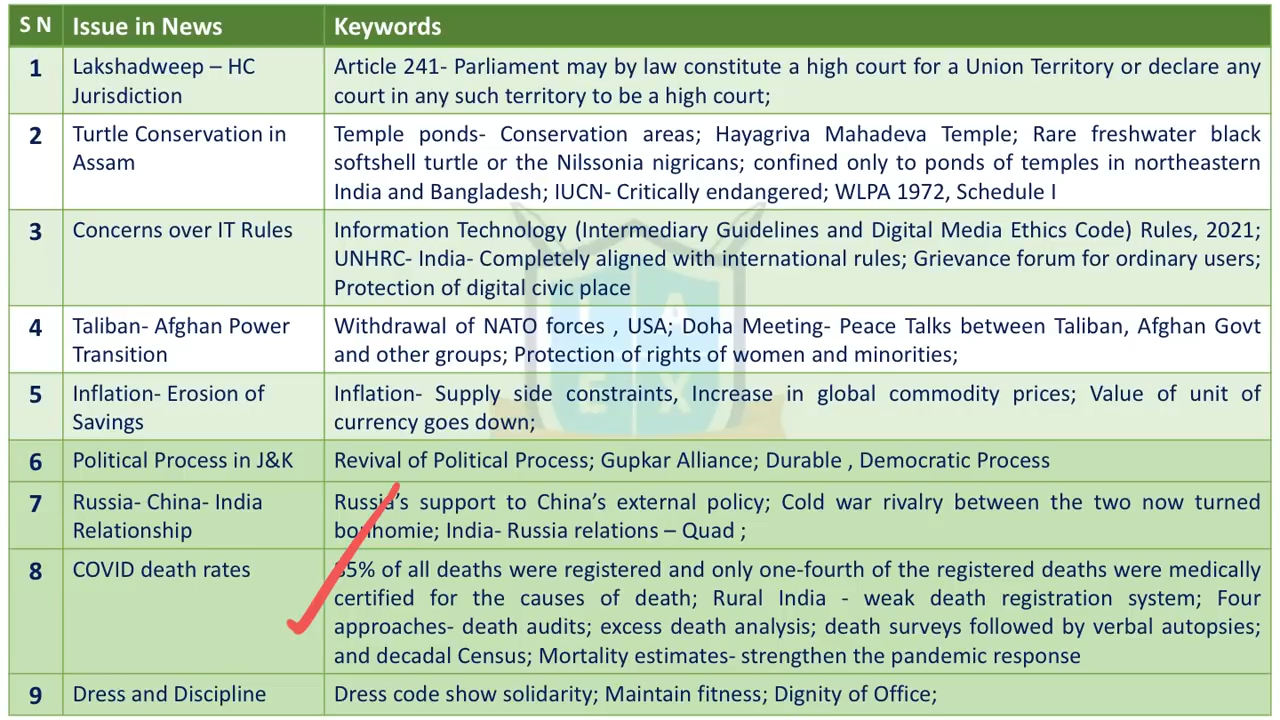 S N Issue in News Keywords
1 Lakshadweep – HC Jurisdiction
Article 241- Parliament may by law constitute a high court for a Union Territory or declare any
court in any such territory to be a high court;
2 Turtle Conservation in Assam
Temple ponds- Conservation areas; Hayagriva Mahadeva Temple; Rare freshwater black
softshell turtle or the Nilssonia nigricans; confined only to ponds of temples in northeastern
India and Bangladesh; IUCN- Critically endangered; WLPA 1972, Schedule I
3 Concerns over IT Rules
Information Technology (Intermediary Guidelines and Digital Media Ethics Code) Rules, 2021;
UNHRC- India- Completely aligned with international rules; Grievance forum for ordinary users;
Protection of digital civic place
4 Taliban- Afghan Power Transition
Withdrawal of NATO forces , USA; Doha Meeting- Peace Talks between Taliban, Afghan Govt
and other groups; Protection of rights of women and minorities;
5 Inflation- Erosion of Savings
Inflation- Supply side constraints, Increase in global commodity prices; Value of unit of
currency goes down;
6 Political Process in J&K
Revival of Political Process; Gupkar Alliance; Durable , Democratic Process
7 Russia- China- India Relationship
Russia's support to China's external policy; Cold war rivalry between the two now turned
bonhomie; India- Russia relations – Quad ;
8 COVID death rates
of all deaths were registered and only one-fourth of the registered deaths were medically
certified for the causes of death; Rural India - weak death registration system; Four
approaches- death audits; excess death analysis; death surveys followed by verbal autopsies;
and decadal Census; Mortality estimates- strengthen the pandemic response
9 Dress and Discipline
Dress code show solidarity; Maintain fitness; Dignity of Office;